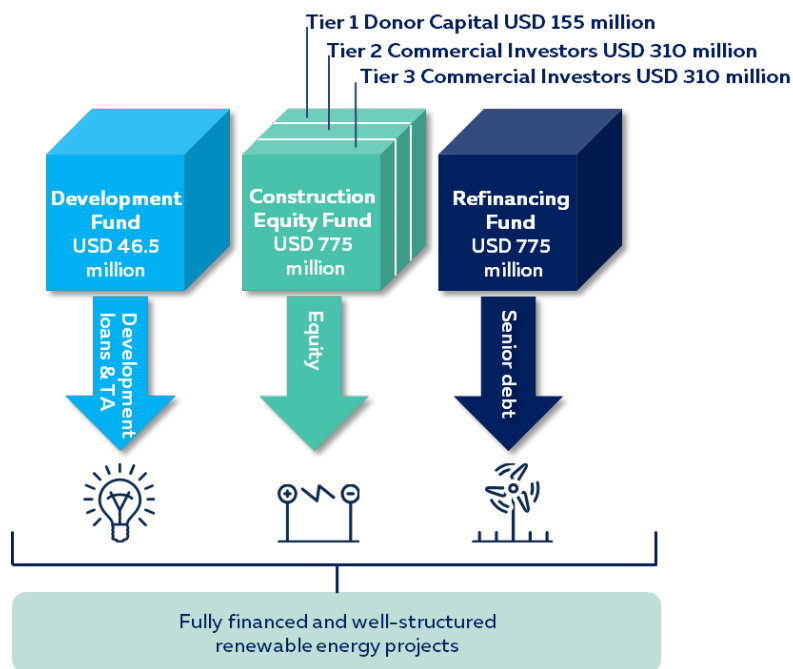 Tier 1 Donor Capital USD 155 million
Tier 2 Commercial Investors USD 310 million
Tier 3 Commercial Investors USD 310 million
Development
Fund
USD 46.5
million
Construction
Equity Fund
USD 775
million
Refinancing
Fund
USD 775
million
Development
loans & TA
Equity
Senior debt
Fully financed and well-structured
renewable energy projects